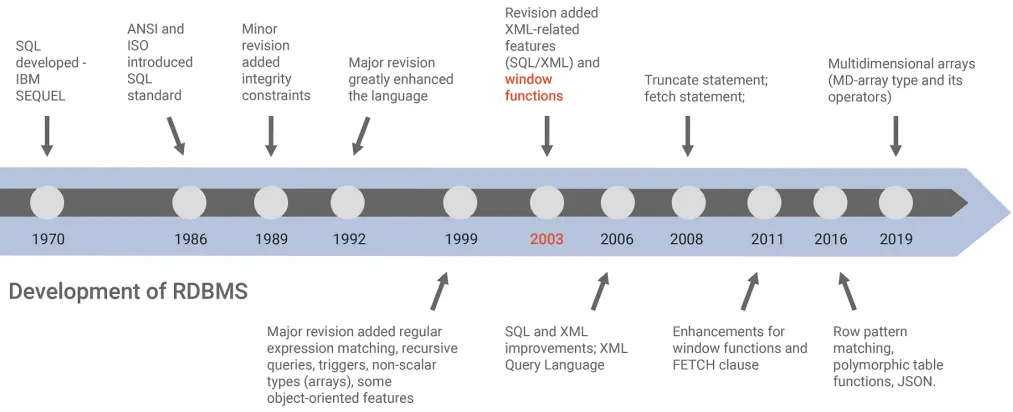 SQL
developed -
IBM
SEQUEL
ANSI and
ISO
introduced
SQL
standard
Minor
revision
added
integrity
constraints
Major revision
greatly enhanced
the language
Revision added
XML-related
features
(SQL/XML) and
window
functions
Truncate statement;
fetch statement;
Multidimensional arrays
(MD-array type and its
operators)
1970
1986
1989
1992
1999
2003
2006
2008
2011
2016
2019
Development of RDBMS
Major revision added regular
expression matching, recursive
queries, triggers, non-scalar
types (arrays), some
object-oriented features
SQL and XML
improvements; XML
Query Language
Enhancements for
window functions and
FETCH clause
Row pattern
matching,
polymorphic table
functions, JSON.